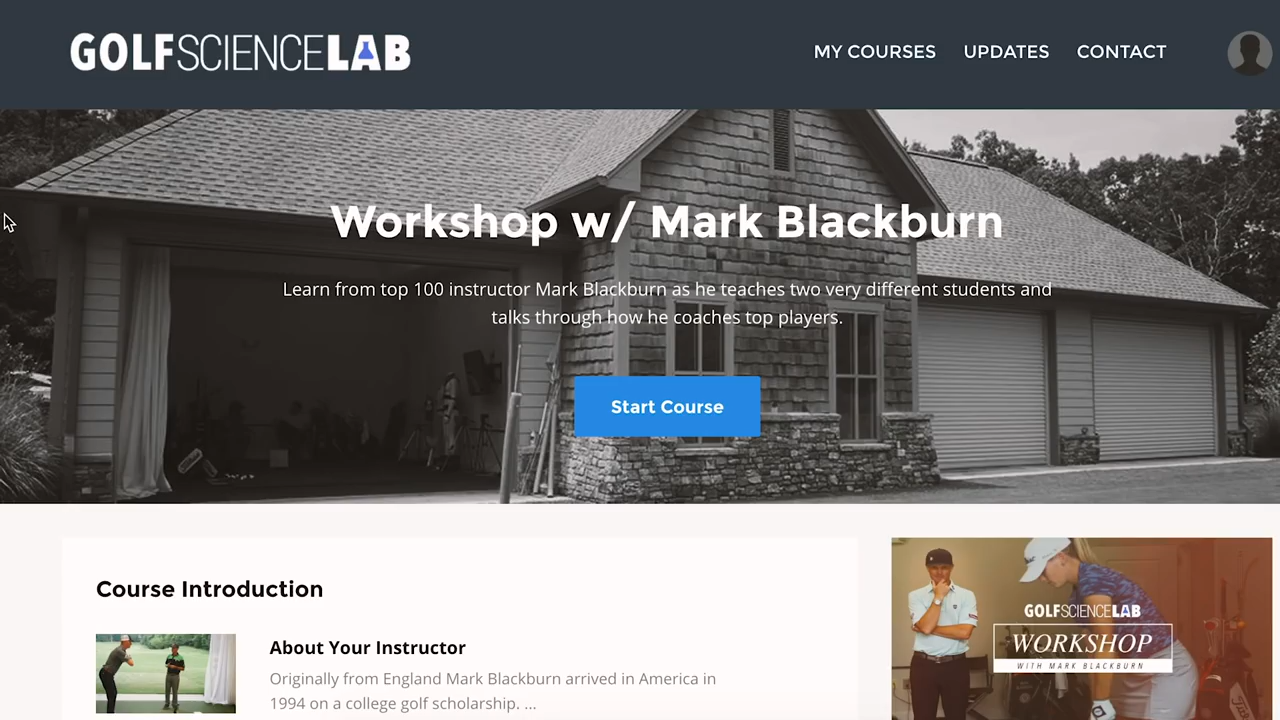 GOLFSCIENCELAB
MY COURSES UPDATES CONTACT
Workshop w/ Mark Blackburn
Learn from top 100 instructor Mark Blackburn as he teaches two very different students and
talks through how he coaches top players.
Start Course
Course Introduction
About Your Instructor
Originally from England Mark Blackburn arrived in America in
1994 on a college golf scholarship. ...
GOLFSCIENCELAB
WORKSHOP
WITH MARK BLACKBURN
Titleist